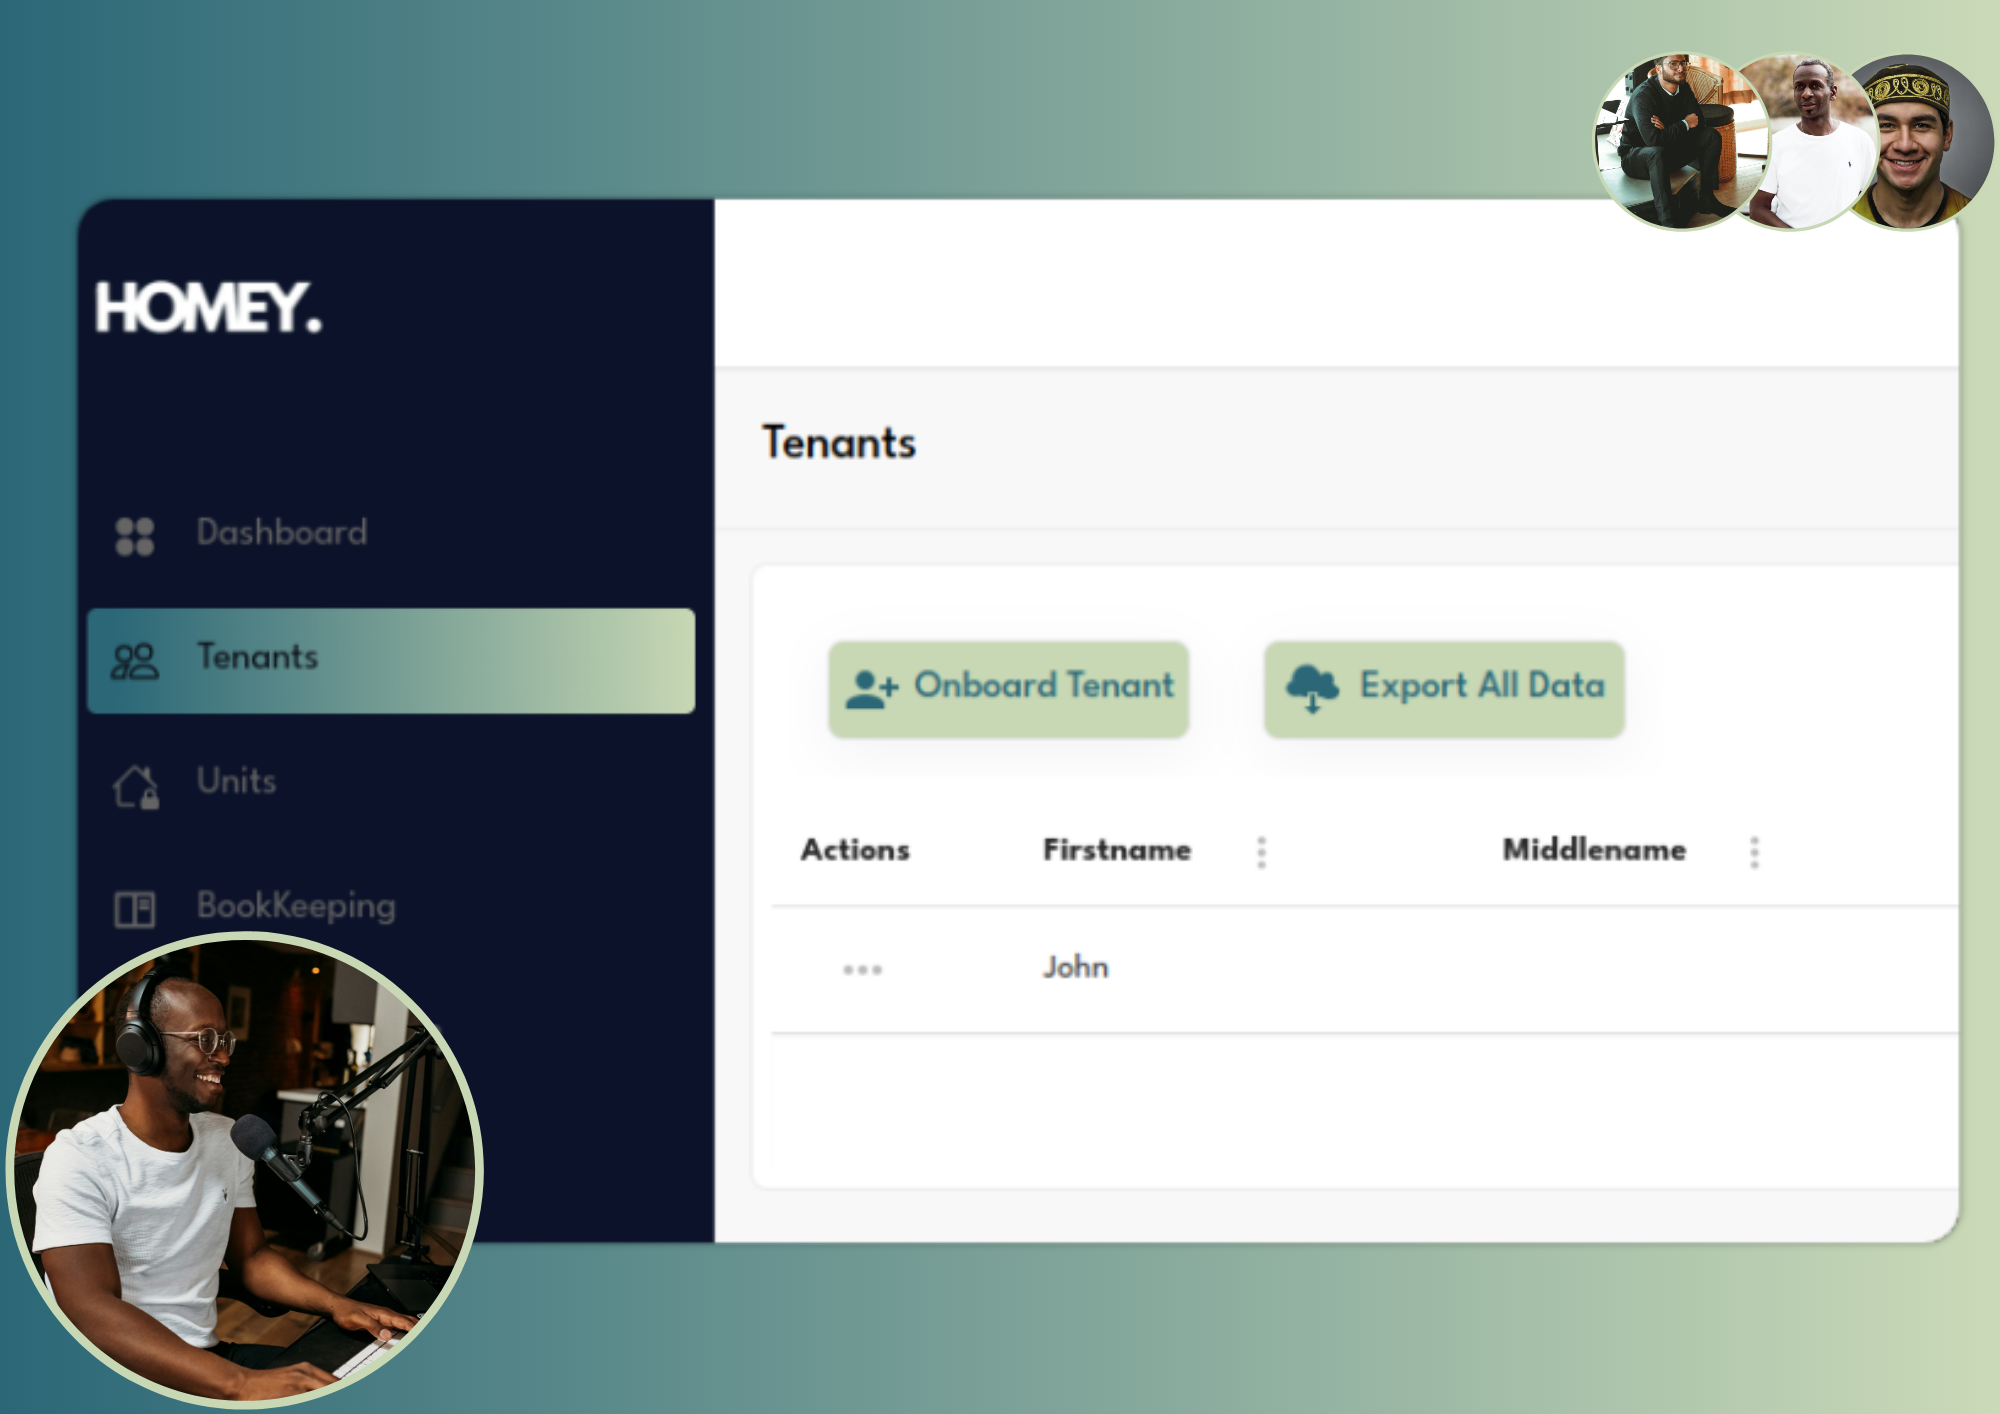 HOMEY.
Dashboard
Tenants
Units
BookKeeping
Tenants
Onboard Tenant
Export All Data
Actions Firstname Middlename
John